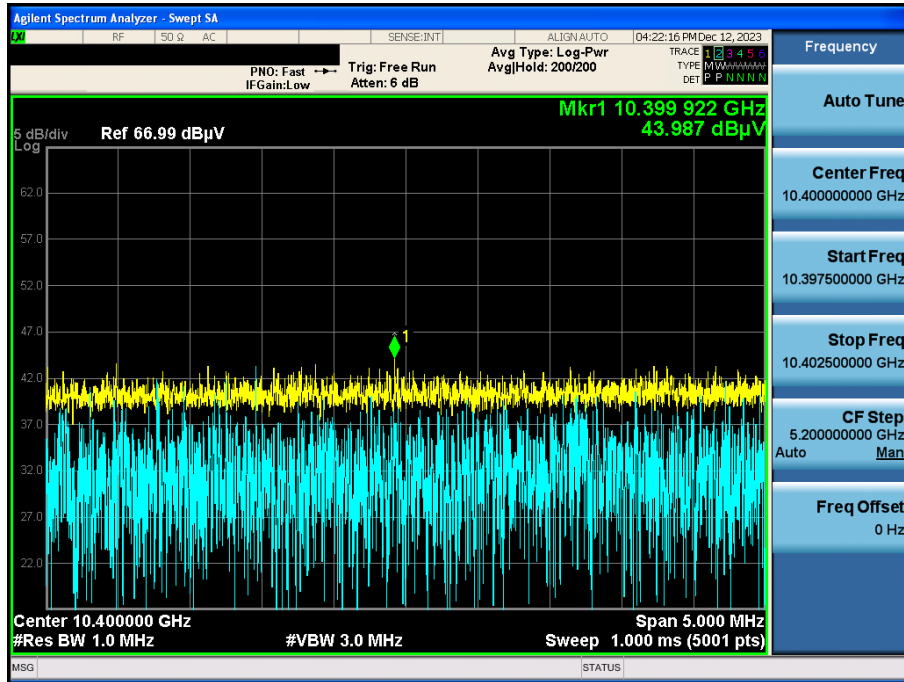 Agilent Spectrum Analyzer - Swept SA
LXI RF 50 Ω AC SENSE:INT ALIGN AUTO 04:22:16 PM Dec 12, 2023
Frequency
Avg Type: Log-Pwr
TRACE 1 2 3 4 5 6
PNO: Fast Trig: Free Run Avg|Hold: 200/200
TYPE M W W W W W
IFGain:Low Atten: 6 dB
DET P P N N N N
Auto Tune
Mkr1 10.399 922 GHz
5 dB/div Ref 66.99 dBµV 43.987 dBµV
Log
Center Freq
10.400000000 GHz
62.0
57.0
Start Freq
10.397500000 GHz
52.0
47.0
1
Stop Freq
10.402500000 GHz
42.0
37.0
CF Step
5.200000000 GHz
Auto Man
32.0
27.0
Freq Offset
0 Hz
22.0
Center 10.400000 GHz Span 5.000 MHz
#Res BW 1.0 MHz #VBW 3.0 MHz Sweep 1.000 ms (5001 pts)
MSG STATUS